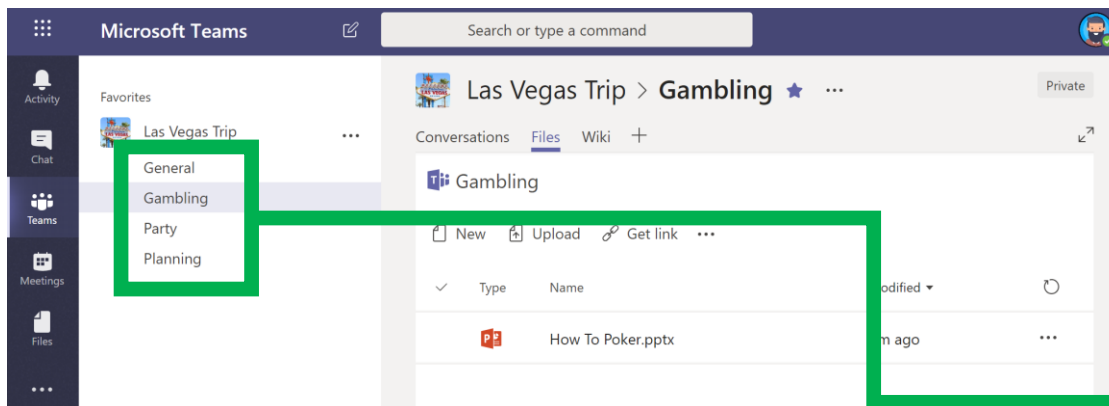 Microsoft Teams
Search or type a command
Activity
Chat
Teams
Meetings
Files
Favorites
Las Vegas Trip
General
Gambling
Party
Planning
Las Vegas Trip > Gambling
Private
Conversations Files Wiki
Gambling
New Upload Get link
Type Name odified
How To Poker.pptx m ago